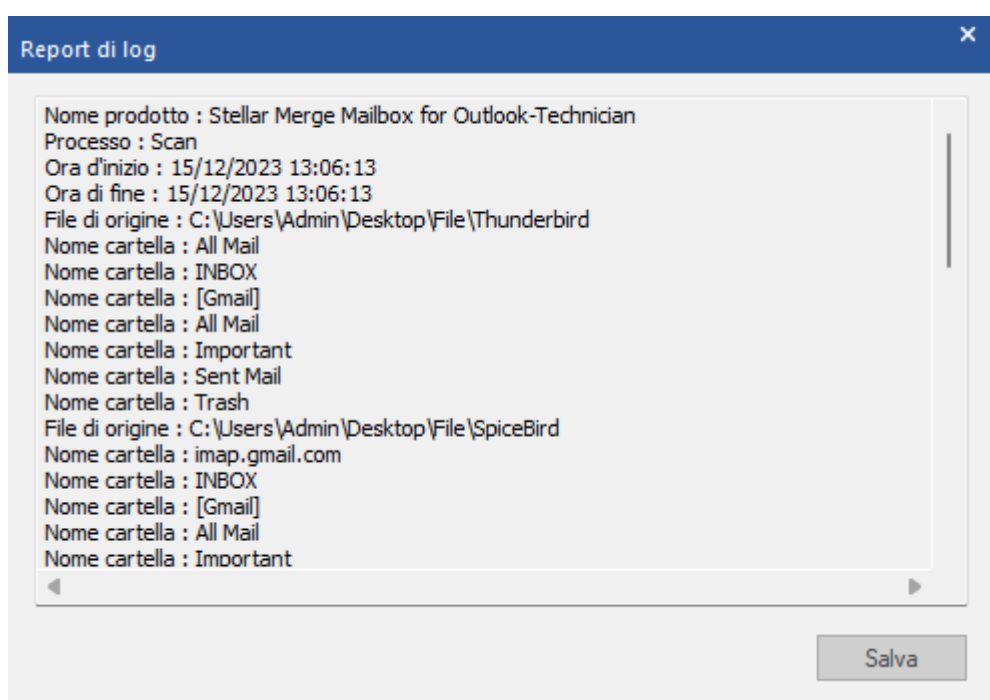 Report di log
Nome prodotto : Stellar Merge Mailbox for Outlook-Technician
Processo : Scan
Ora d'inizio : 15/12/2023 13:06:13
Ora di fine : 15/12/2023 13:06:13
File di origine : C:\Users\Admin\Desktop\File\Thunderbird
Nome cartella : All Mail
Nome cartella : INBOX
Nome cartella : [Gmail]
Nome cartella : All Mail
Nome cartella : Important
Nome cartella : Sent Mail
Nome cartella : Trash
File di origine : C:\Users\Admin\Desktop\File\SpiceBird
Nome cartella : imap.gmail.com
Nome cartella : INBOX
Nome cartella : [Gmail]
Nome cartella : All Mail
Nome cartella : Important
Salva